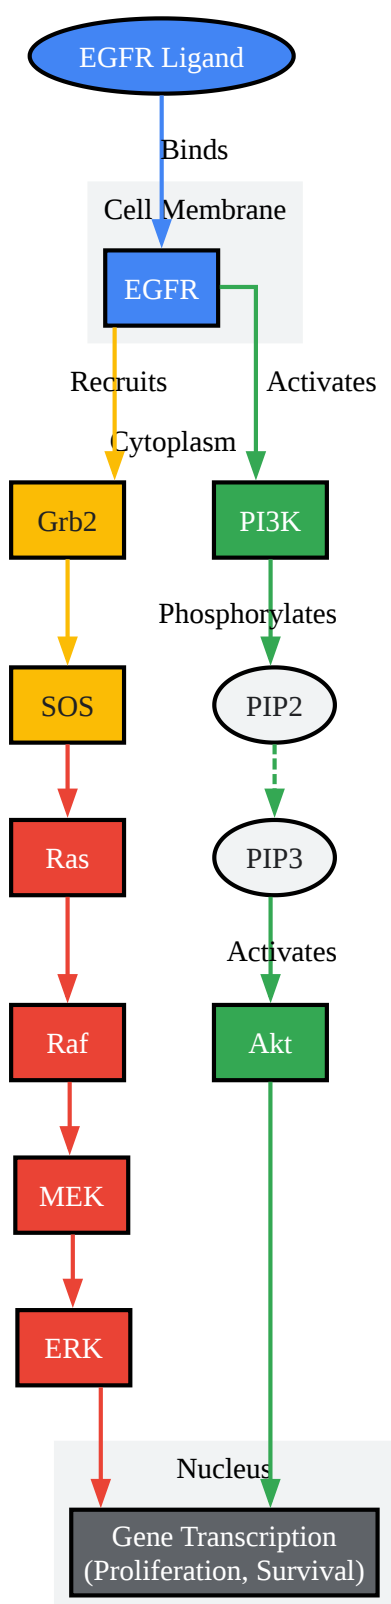 EGFR Ligand
Binds
Cell Membrane
EGFR
Recruits
Activates
Cytoplasm
Grb2
PI3K
Phosphorylates
SOS
PIP2
Ras
PIP3
Activates
Raf
Akt
MEK
ERK
Nucleus
Gene Transcription
(Proliferation, Survival)